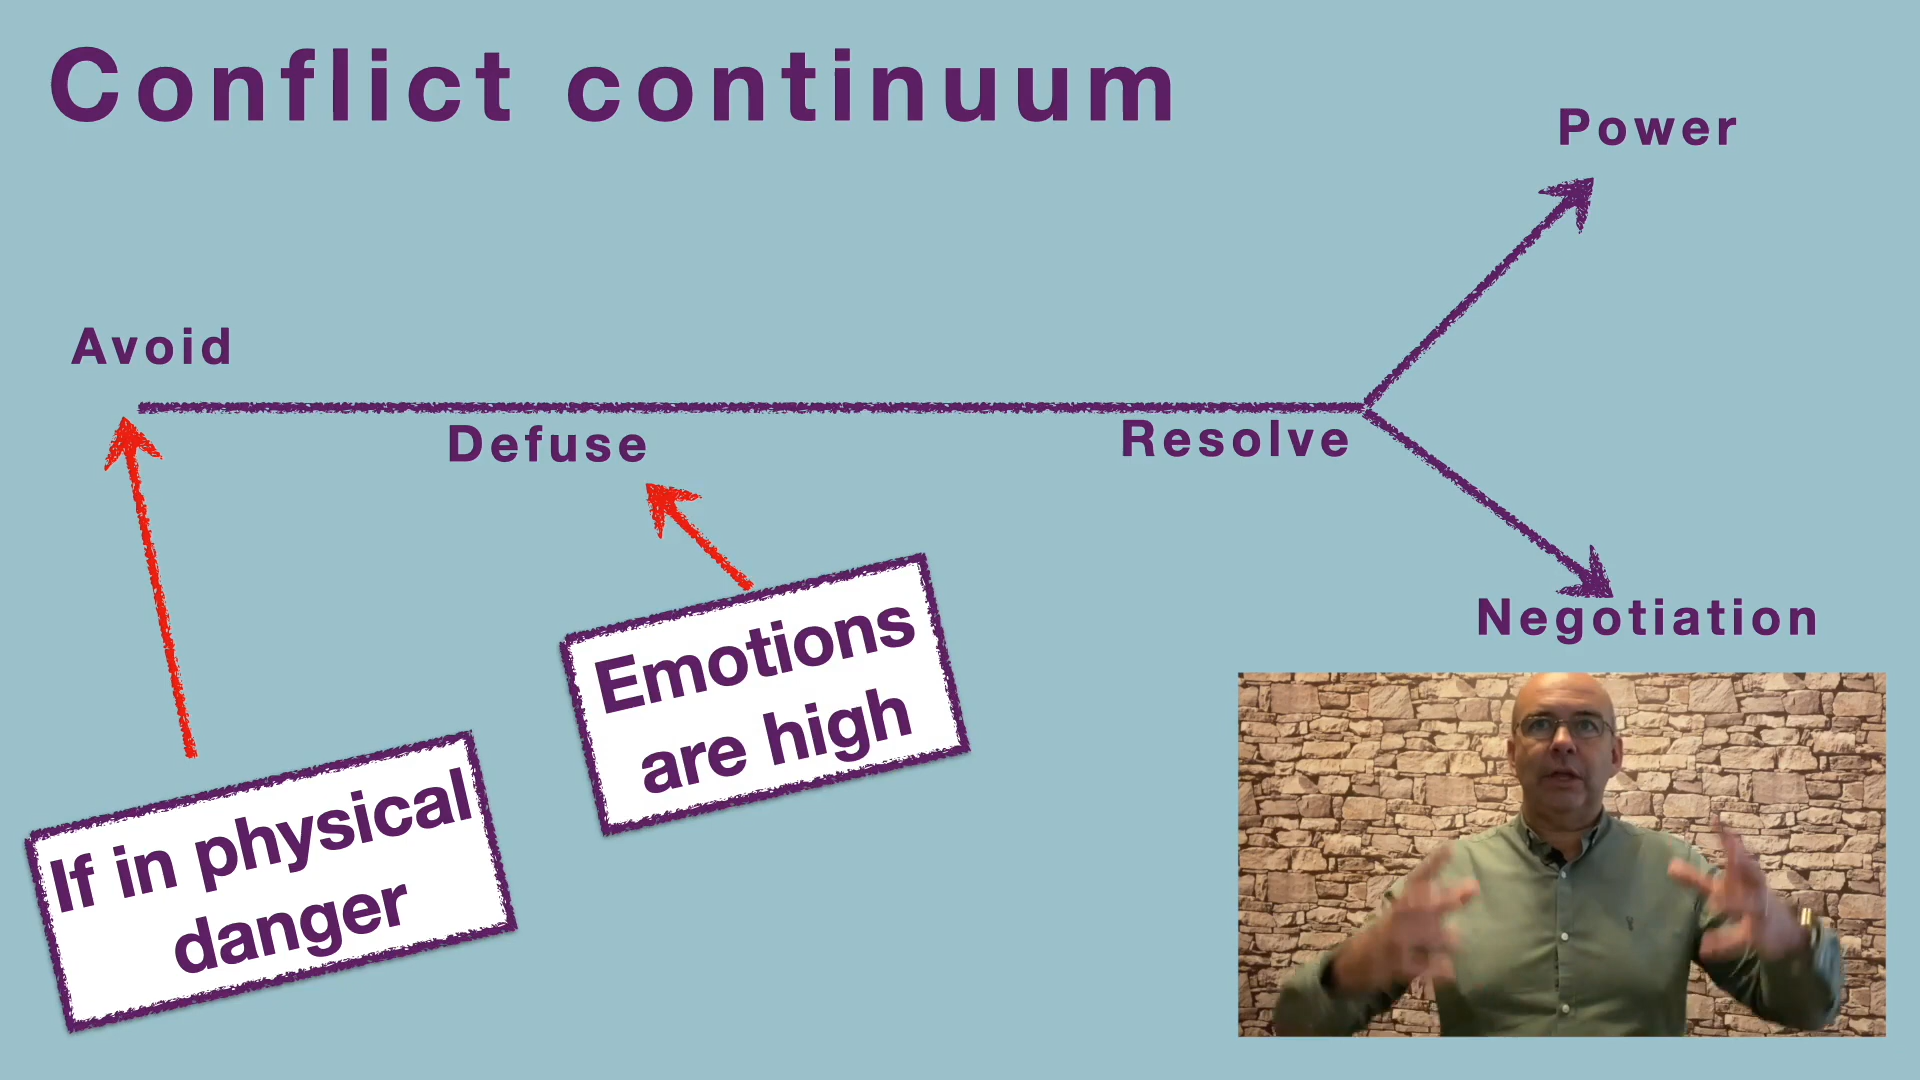 Conflict continuum
Power
Avoid
Defuse
Resolve
Negotiation
Emotions
are high
If in physical
danger